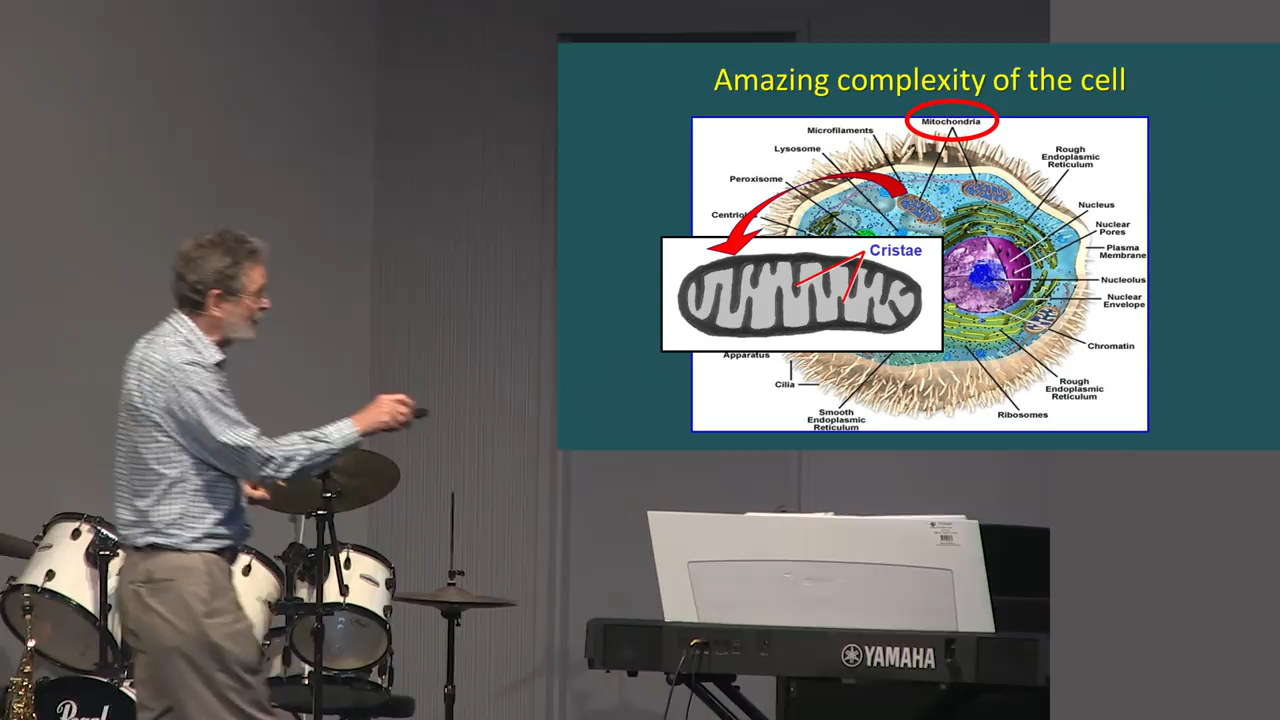 Amazing complexity of the cell
Mitochondria
Microfilaments
Lysosome
Rough
Endoplasmic
Reticulum
Peroxisome
Nucleus
Nuclear
Pores
Plasma
Membrane
Cristae
Nucleolus
Nuclear
Envelope
Chromatin
Apparatus
Cilia
Rough
Endoplasmic
Reticulum
Smooth
Endoplasmic
Reticulum
Ribosomes
YAMAHA
Pearl